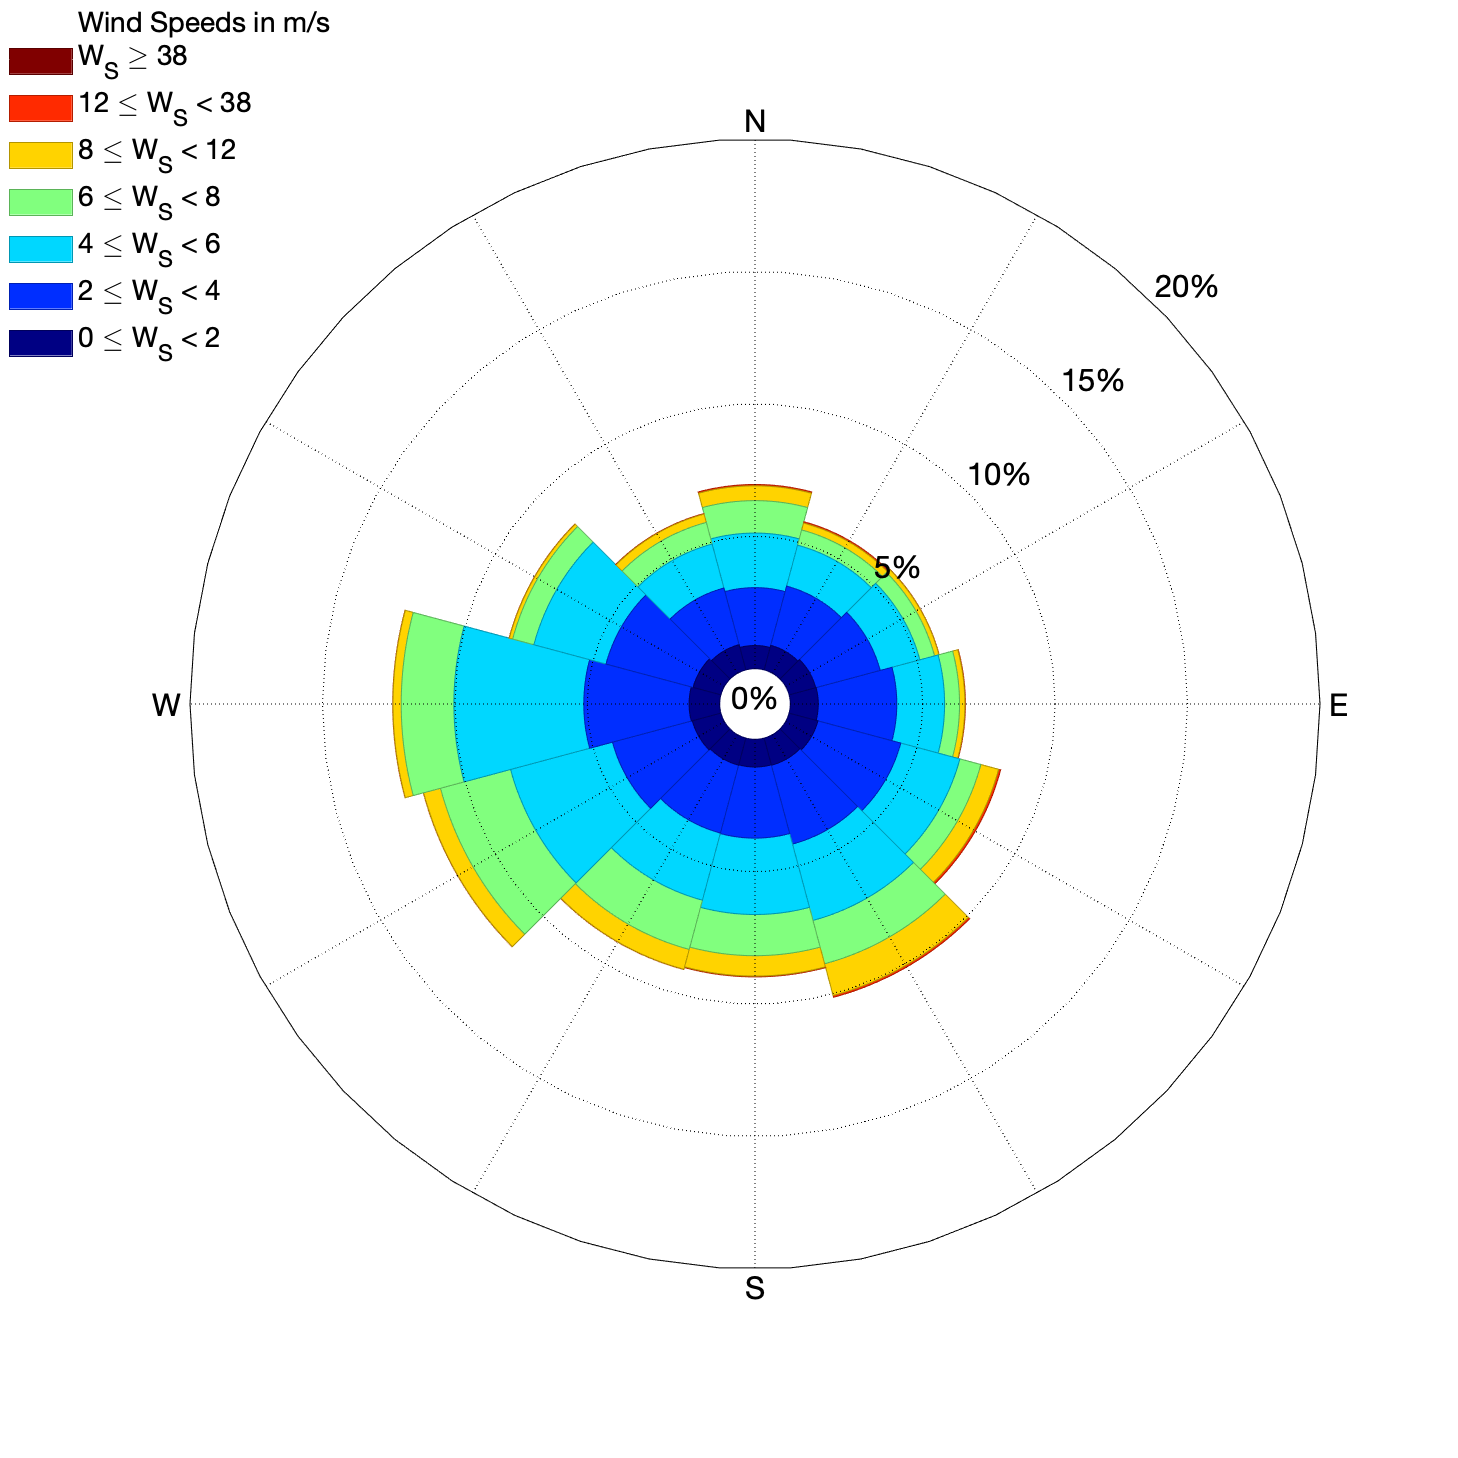 Wind Speeds in m/s
W_S ≥ 38
12 ≤ W_S < 38
8 ≤ W_S < 12
6 ≤ W_S < 8
4 ≤ W_S < 6
2 ≤ W_S < 4
0 ≤ W_S < 2
N
20%
15%
10%
5%
0%
W
E
S